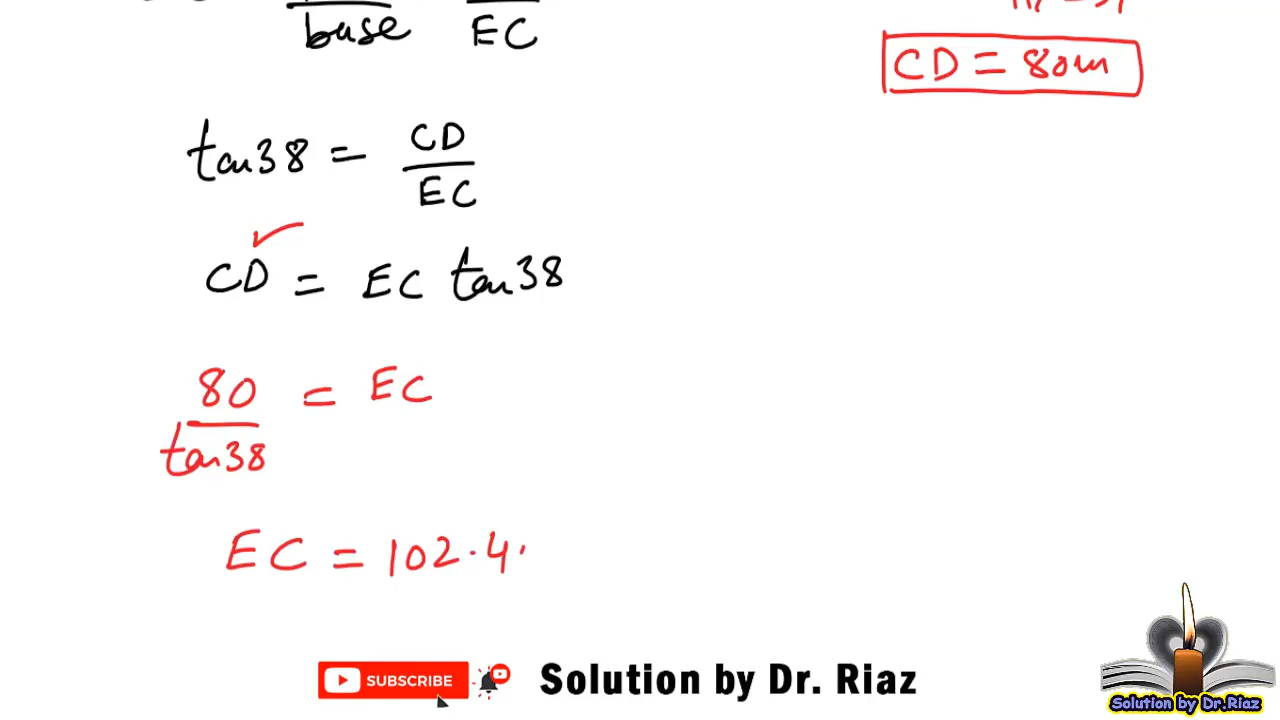 base EC
CD = 80m
tan38 = CD
EC
CD = EC tan38
80 = EC
tan38
EC = 102.4
SUBSCRIBE
Solution by Dr. Riaz
Solution by Dr.Riaz